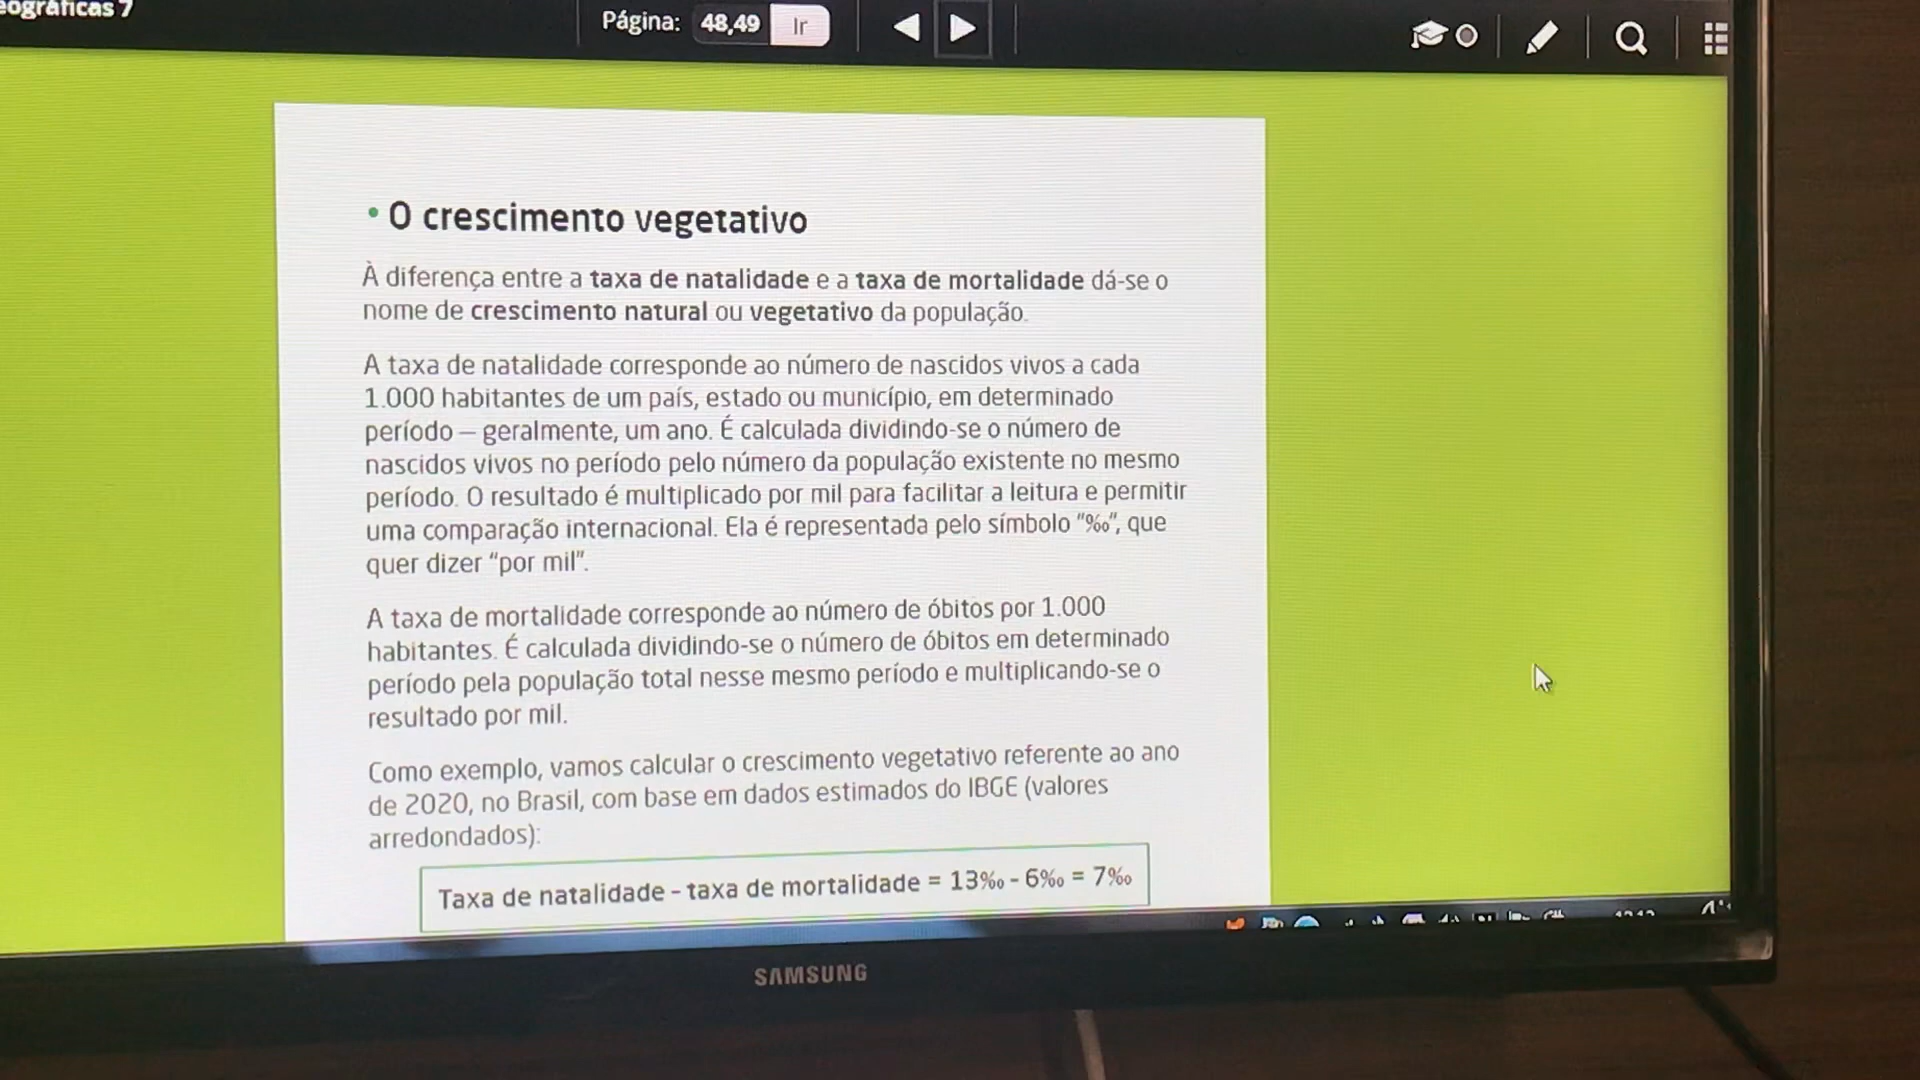 eográficas 7
Página: 48,49 Ir
• O crescimento vegetativo
À diferença entre a taxa de natalidade e a taxa de mortalidade dá-se o
nome de crescimento natural ou vegetativo da população.
A taxa de natalidade corresponde ao número de nascidos vivos a cada
1.000 habitantes de um país, estado ou município, em determinado
período – geralmente, um ano. É calculada dividindo-se o número de
nascidos vivos no período pelo número da população existente no mesmo
período. O resultado é multiplicado por mil para facilitar a leitura e permitir
uma comparação internacional. Ela é representada pelo símbolo "‰", que
quer dizer "por mil".
A taxa de mortalidade corresponde ao número de óbitos por 1.000
habitantes. É calculada dividindo-se o número de óbitos em determinado
período pela população total nesse mesmo período e multiplicando-se o
resultado por mil.
Como exemplo, vamos calcular o crescimento vegetativo referente ao ano
de 2020, no Brasil, com base em dados estimados do IBGE (valores
arredondados):
Taxa de natalidade - taxa de mortalidade = 13‰ - 6‰ = 7‰
SAMSUNG